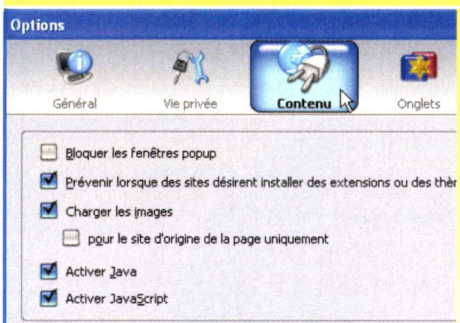 Options
Général Vie privée Contenu Onglets
Bloquer les fenêtres popup
Prévenir lorsque des sites désirent installer des extensions ou des thèr
Charger les images
pour le site d'origine de la page uniquement
Activer Java
Activer JavaScript